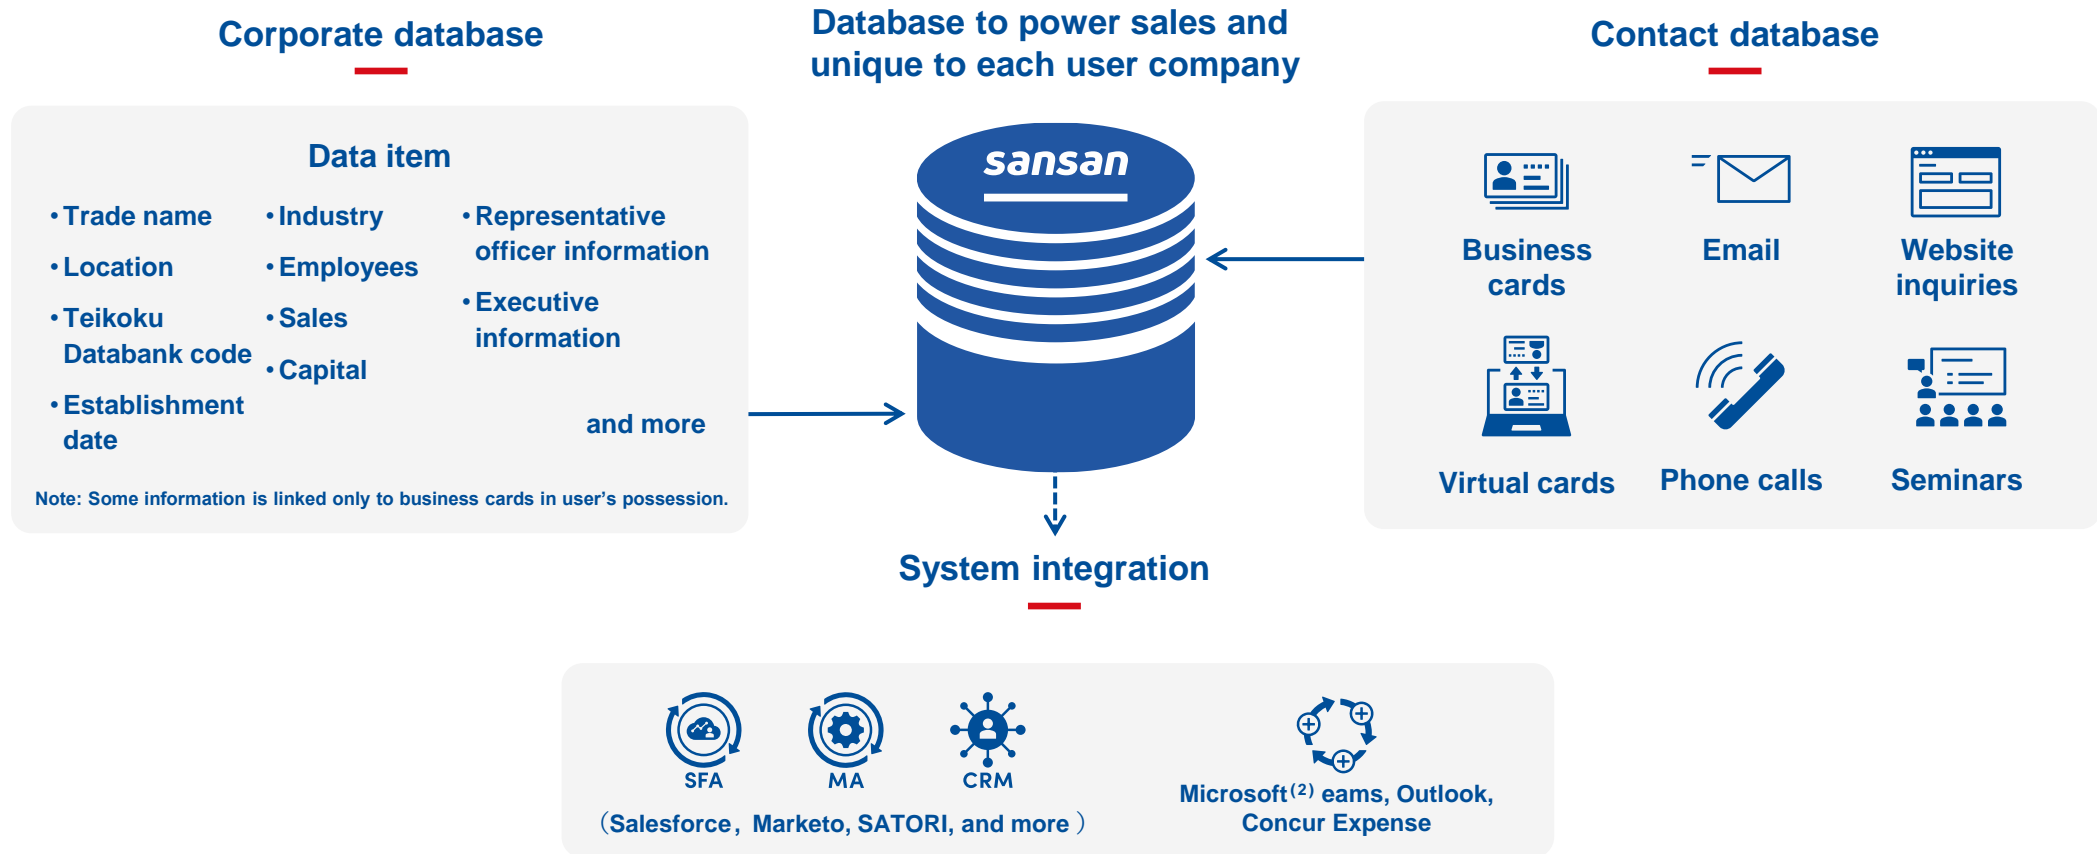 Corporate database
Database to power sales and
unique to each user company
Contact database
Data item
・Trade name
・Location
・Teikoku
Databank code
・Establishment
date
・Industry
・Employees
・Sales
・Capital
・Representative
officer information
・Executive
information
and more
Note: Some information is linked only to business cards in user's possession.
sansan
Business
cards
Email
Website
inquiries
Virtual cards
Phone calls
Seminars
System integration
SFA
MA
CRM
（Salesforce, Marketo, SATORI, and more ）
Microsoft(2) eams, Outlook,
Concur Expense